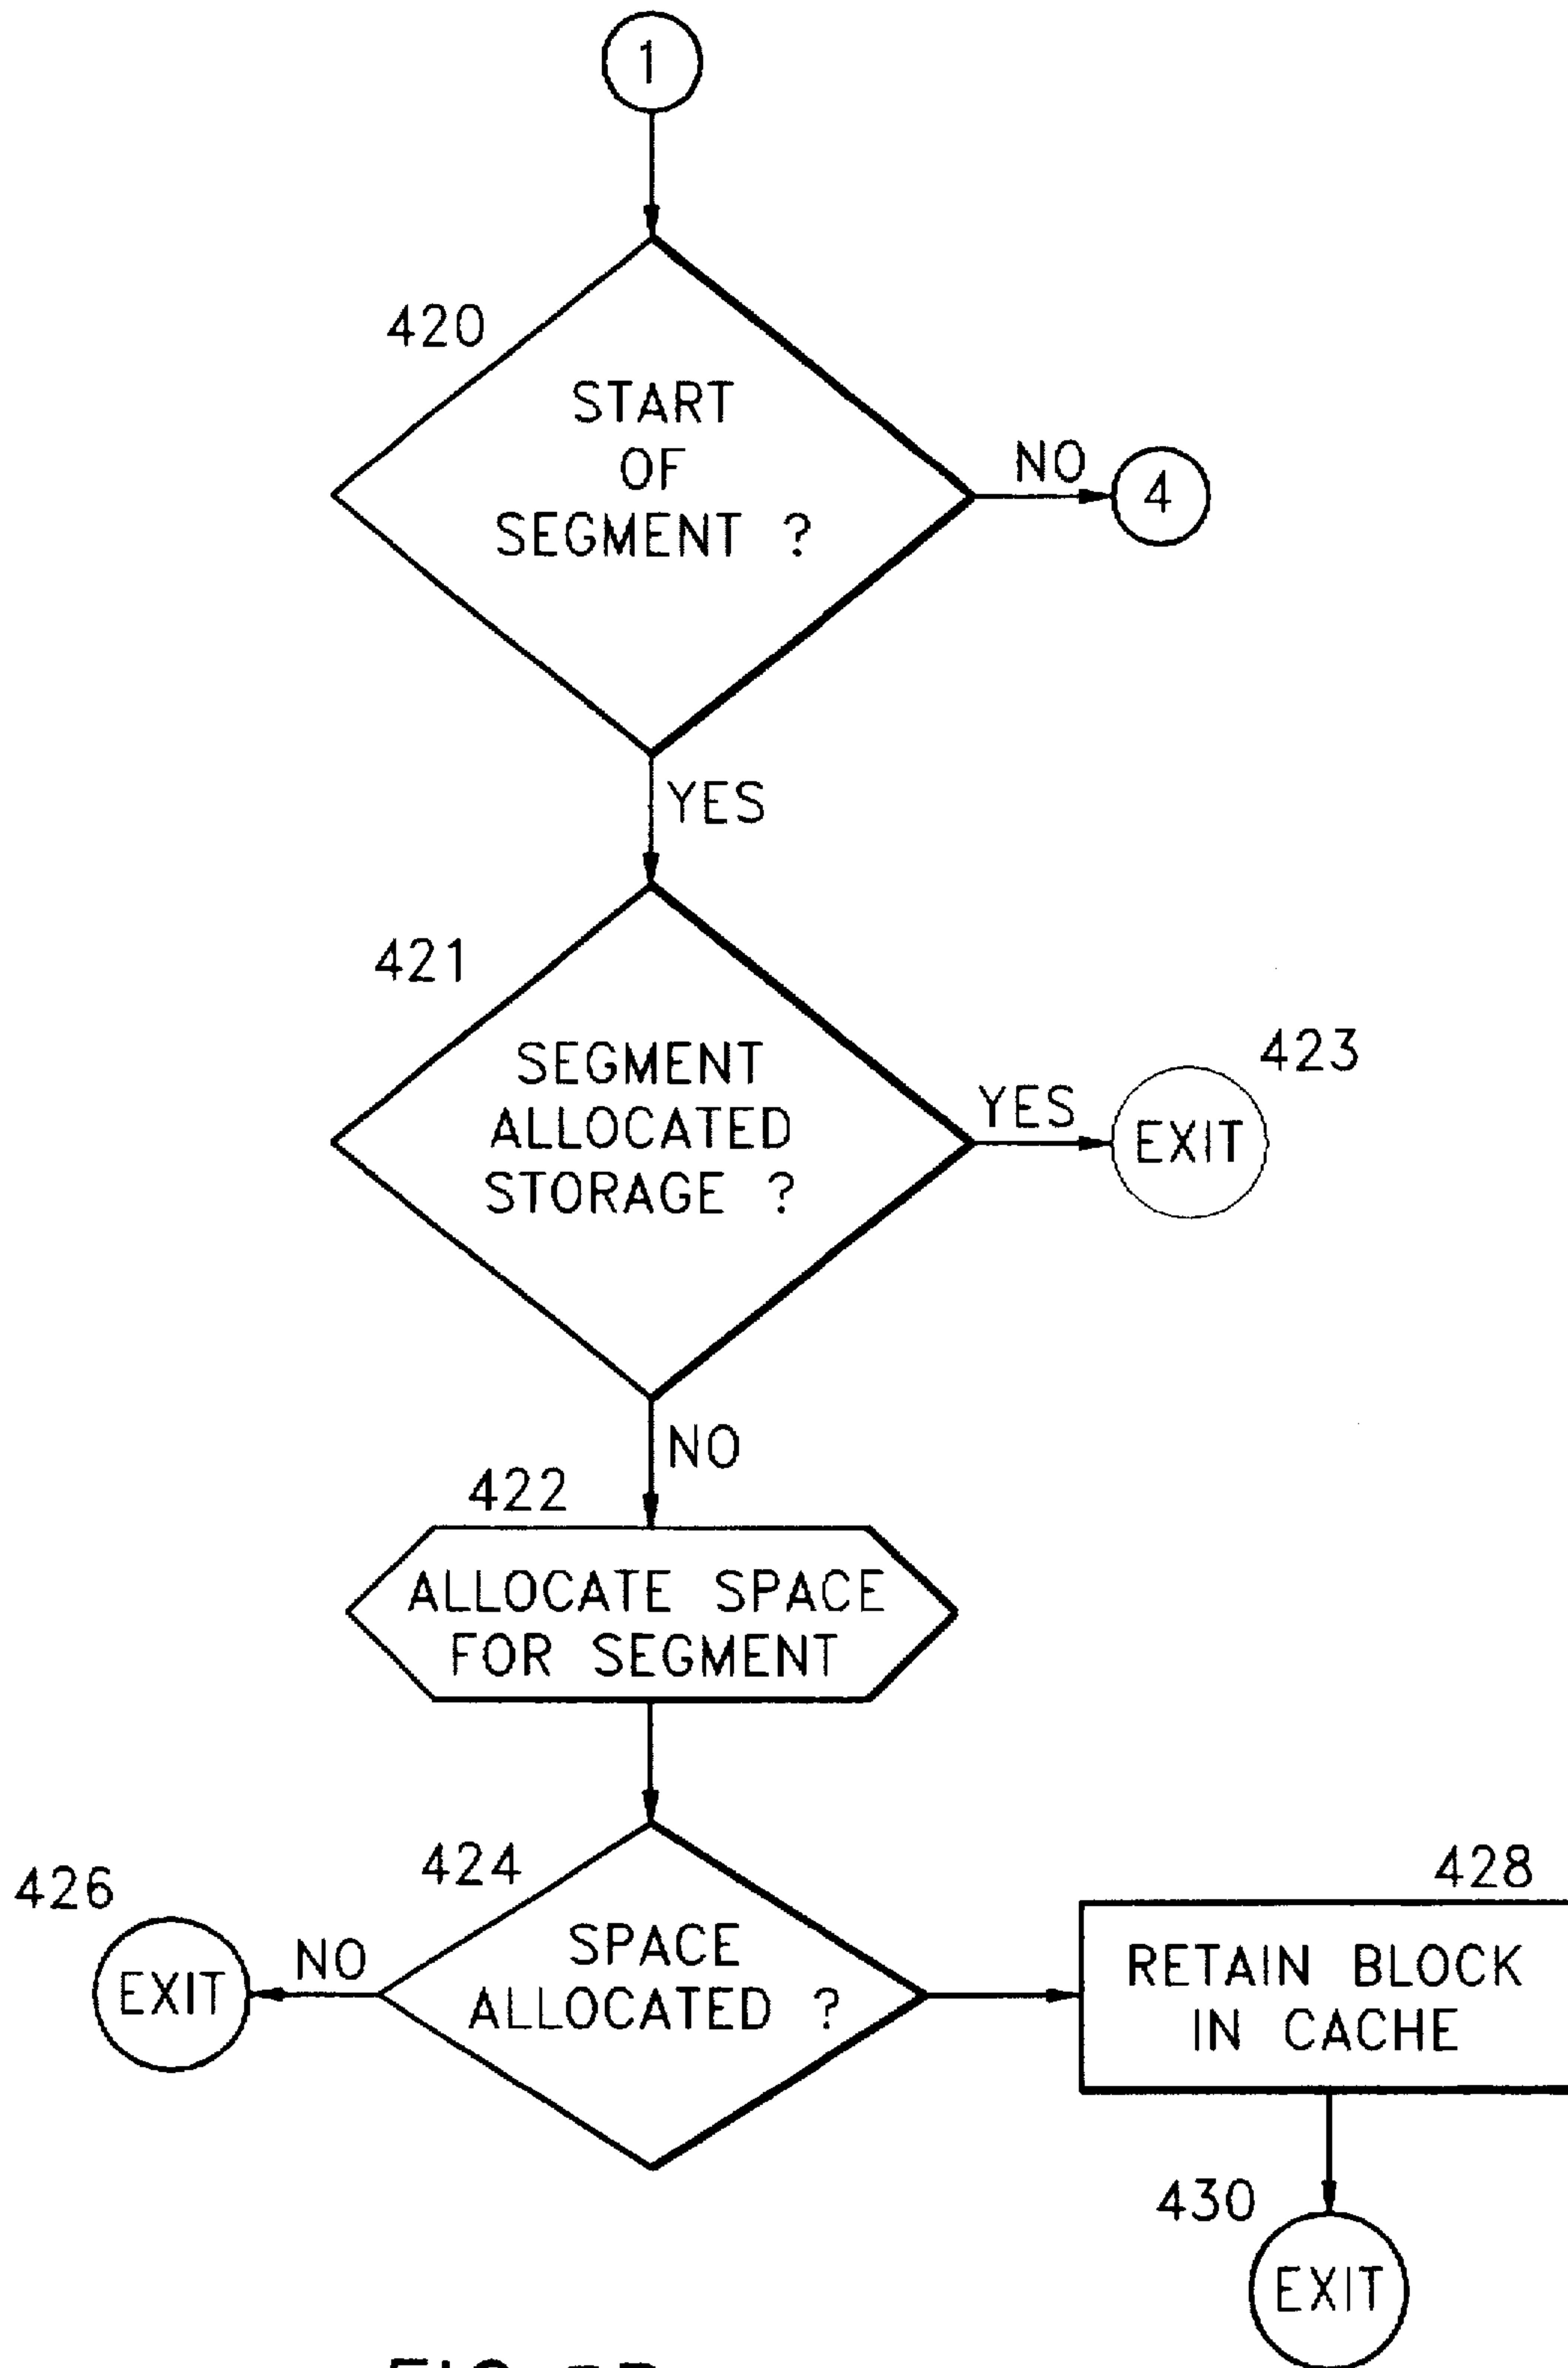 1
420
START
OF
SEGMENT ?
NO
4
YES
421
SEGMENT
ALLOCATED
STORAGE ?
YES
423
EXIT
NO
422
ALLOCATE SPACE
FOR SEGMENT
424
SPACE
ALLOCATED ?
NO
426
EXIT
428
RETAIN BLOCK
IN CACHE
430
EXIT